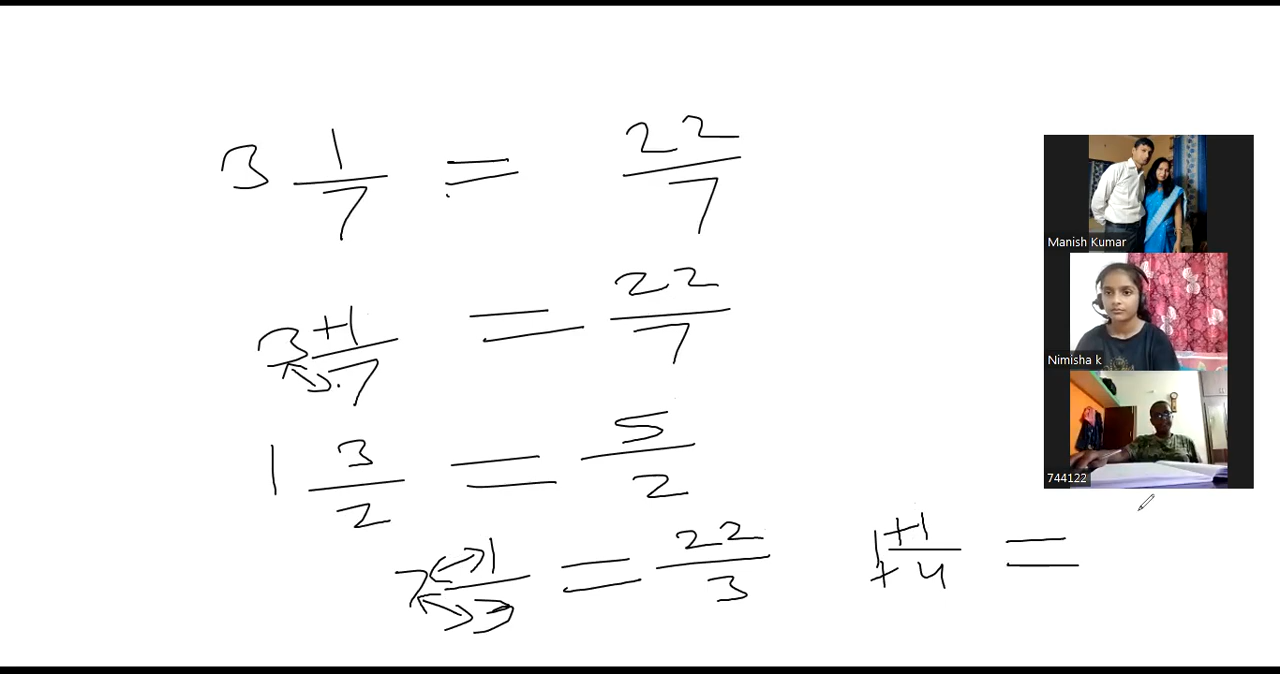 3 1/7 = 22/7
Manish Kumar
3 +1/7 = 22/7
Nimisha k
1 3/2 = 5/2
744122
7 1/3 = 22/3
1 +1/4 =